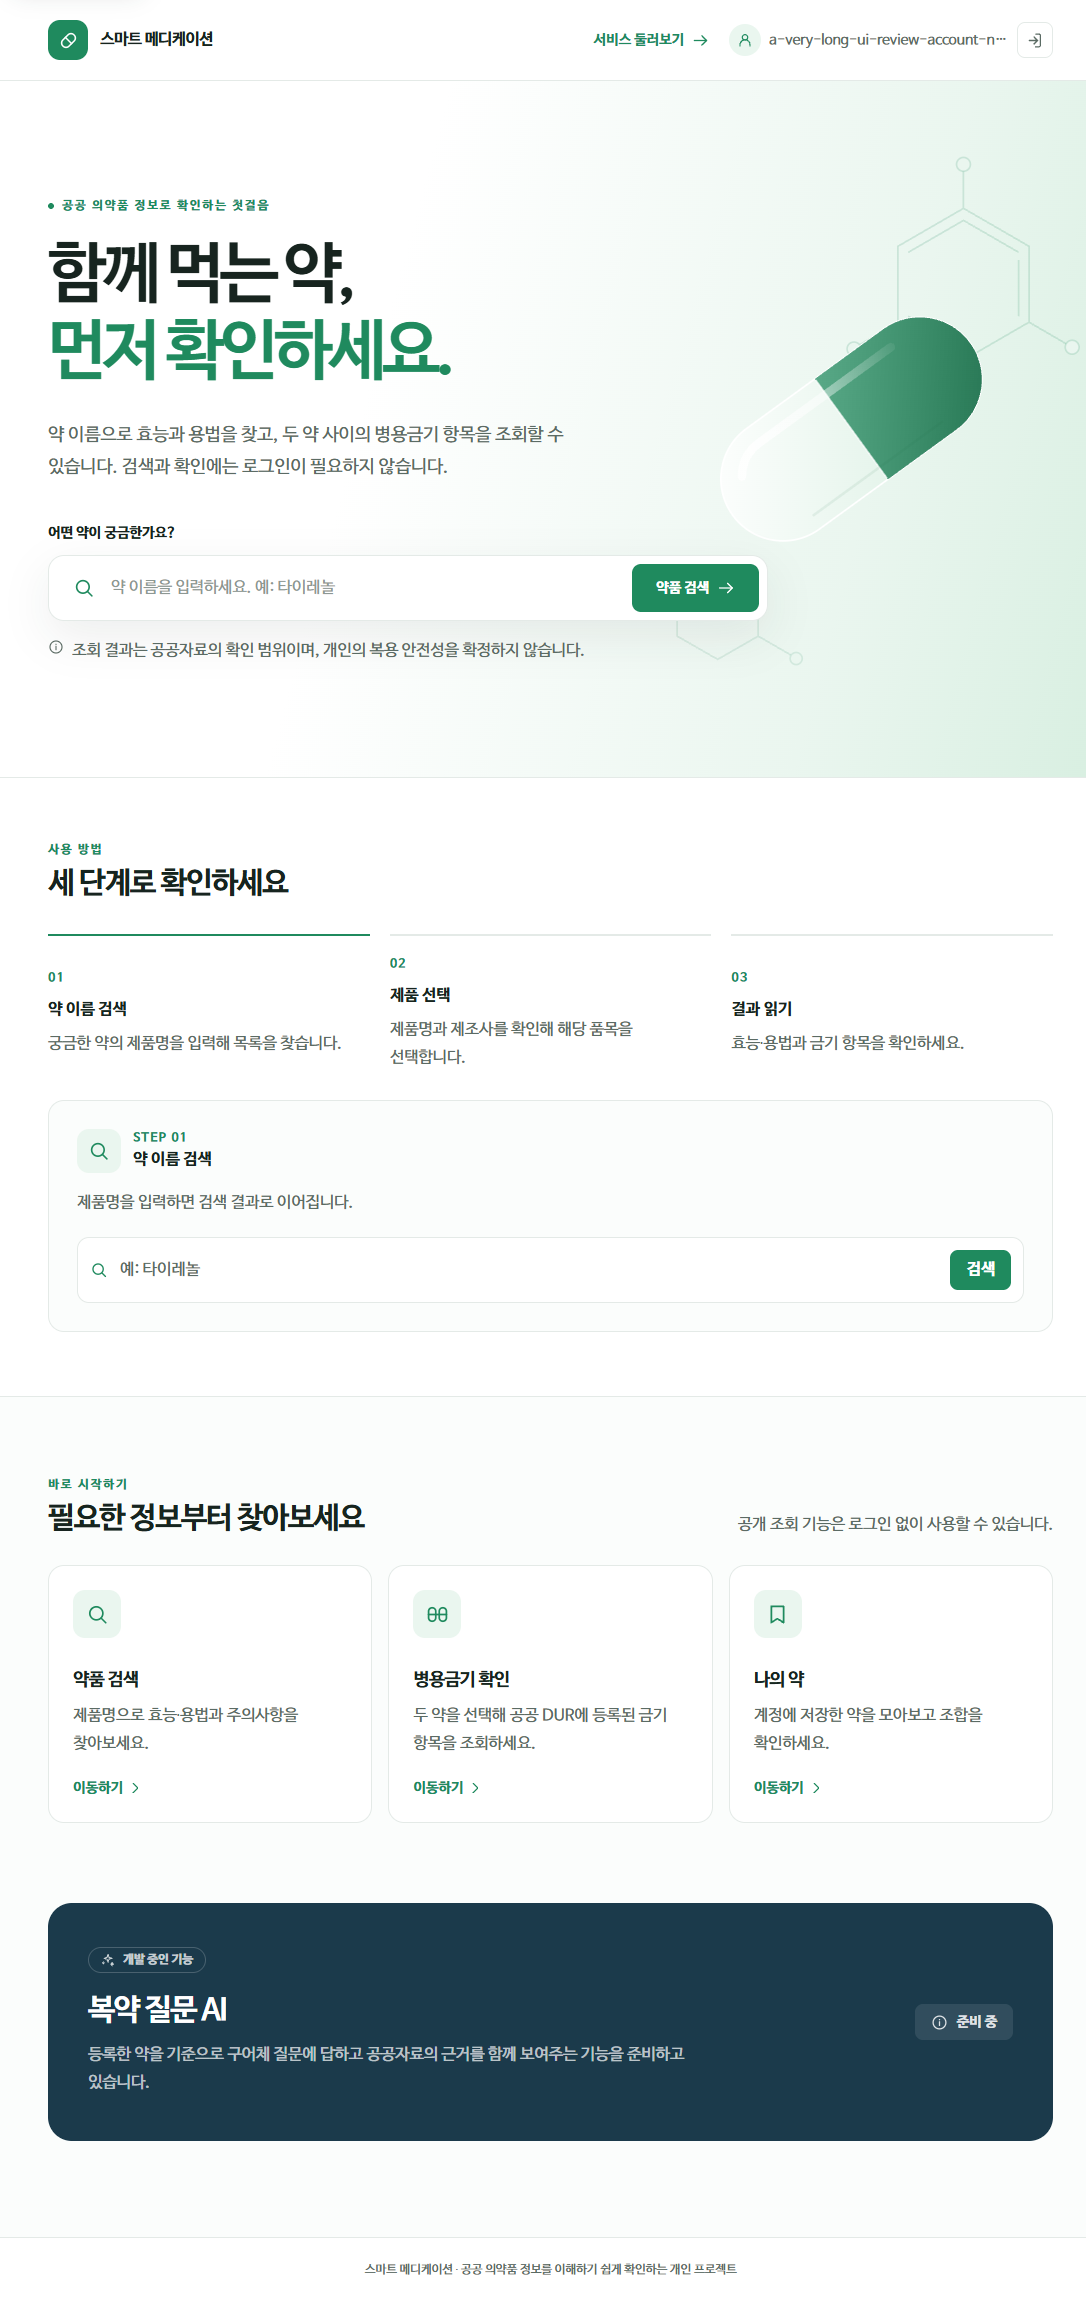 스마트 메디케이션
서비스 둘러보기
a-very-long-ui-review-account-n…
공공 의약품 정보로 확인하는 첫걸음
함께 먹는 약,
먼저 확인하세요.
약 이름으로 효능과 용법을 찾고, 두 약 사이의 병용금기 항목을 조회할 수
있습니다. 검색과 확인에는 로그인이 필요하지 않습니다.
어떤 약이 궁금한가요?
약 이름을 입력하세요. 예: 타이레놀
약품 검색
조회 결과는 공공자료의 확인 범위이며, 개인의 복용 안전성을 확정하지 않습니다.
사용 방법
세 단계로 확인하세요
01
약 이름 검색
궁금한 약의 제품명을 입력해 목록을 찾습니다.
02
제품 선택
제품명과 제조사를 확인해 해당 품목을
선택합니다.
03
결과 읽기
효능·용법과 금기 항목을 확인하세요.
STEP 01
약 이름 검색
제품명을 입력하면 검색 결과로 이어집니다.
예: 타이레놀
검색
바로 시작하기
필요한 정보부터 찾아보세요
공개 조회 기능은 로그인 없이 사용할 수 있습니다.
약품 검색
제품명으로 효능·용법과 주의사항을
찾아보세요.
이동하기
병용금기 확인
두 약을 선택해 공공 DUR에 등록된 금기
항목을 조회하세요.
이동하기
나의 약
계정에 저장한 약을 모아보고 조합을
확인하세요.
이동하기
개발 중인 기능
복약 질문 AI
등록한 약을 기준으로 구어체 질문에 답하고 공공자료의 근거를 함께 보여주는 기능을 준비하고
있습니다.
준비 중
스마트 메디케이션 · 공공 의약품 정보를 이해하기 쉽게 확인하는 개인 프로젝트